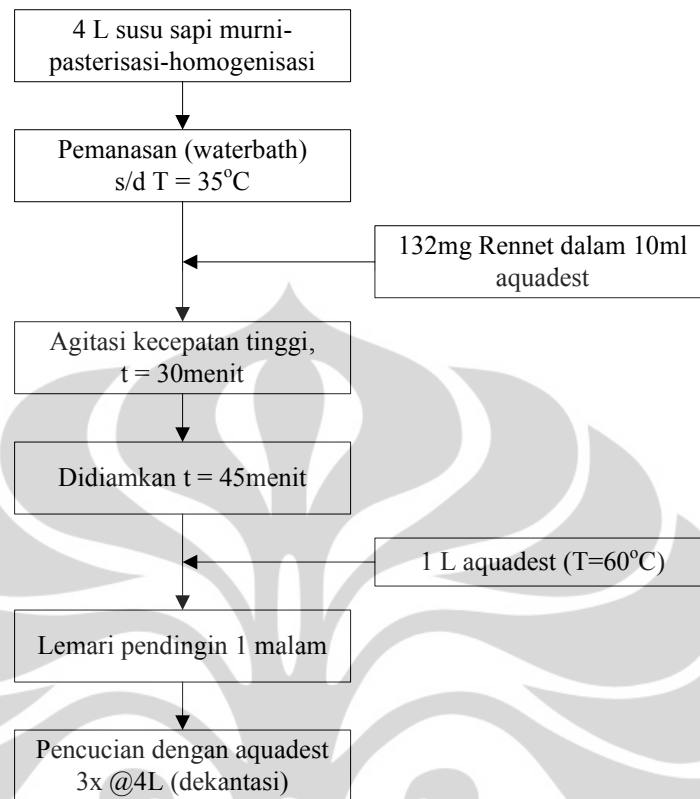 4 L susu sapi murni-
pasterisasi-homogenisasi
Pemanasan (waterbath)
s/d T = 35°C
132mg Rennet dalam 10ml
aquadest
Agitasi kecepatan tinggi,
t = 30menit
Didiamkan t = 45menit
1 L aquadest (T=60°C)
Lemari pendingin 1 malam
Pencucian dengan aquadest
3x @4L (dekantasi)